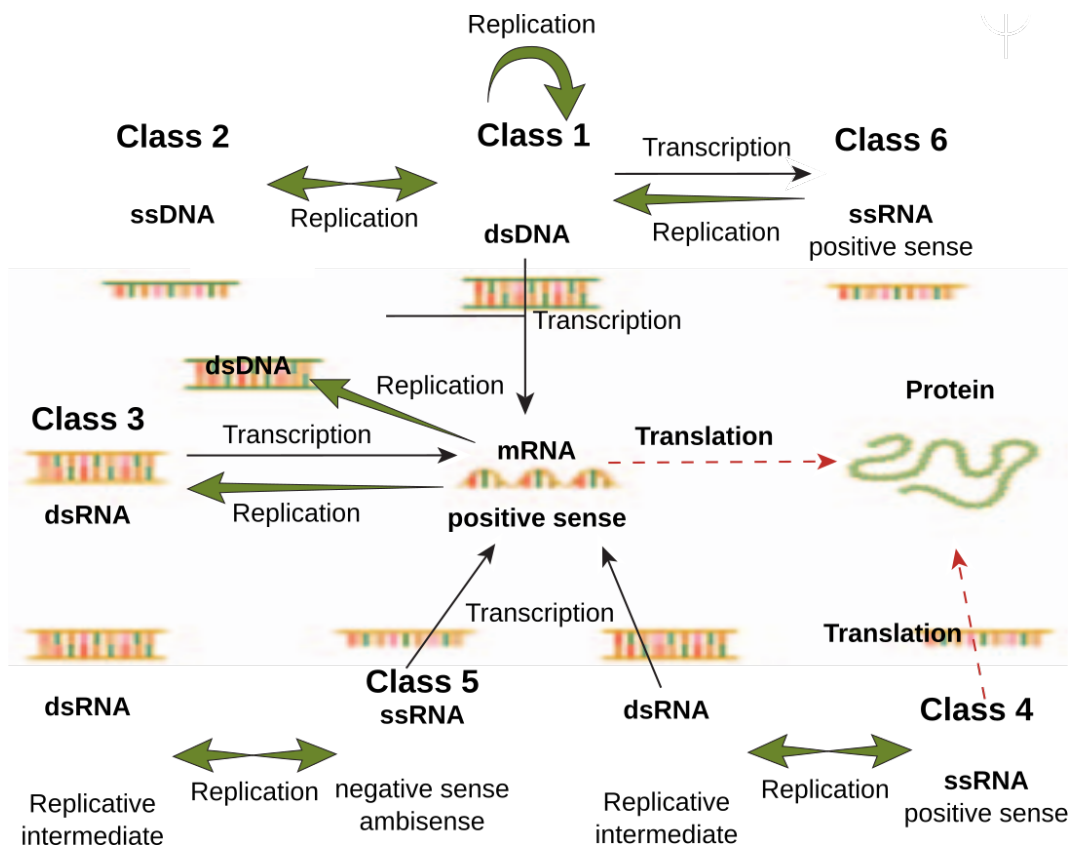 Replication
Class 2
Class 1
Class 6
Transcription
Replication
Replication
ssDNA
dsDNA
ssRNA
positive sense
Transcription
dsDNA
Replication
Protein
Class 3
Transcription
mRNA
Translation
dsRNA
Replication
positive sense
Transcription
Translation
dsRNA
Class 5
ssRNA
dsRNA
Class 4
Replication
negative sense
ambisense
Replication
ssRNA
positive sense
Replicative
intermediate
Replicative
intermediate